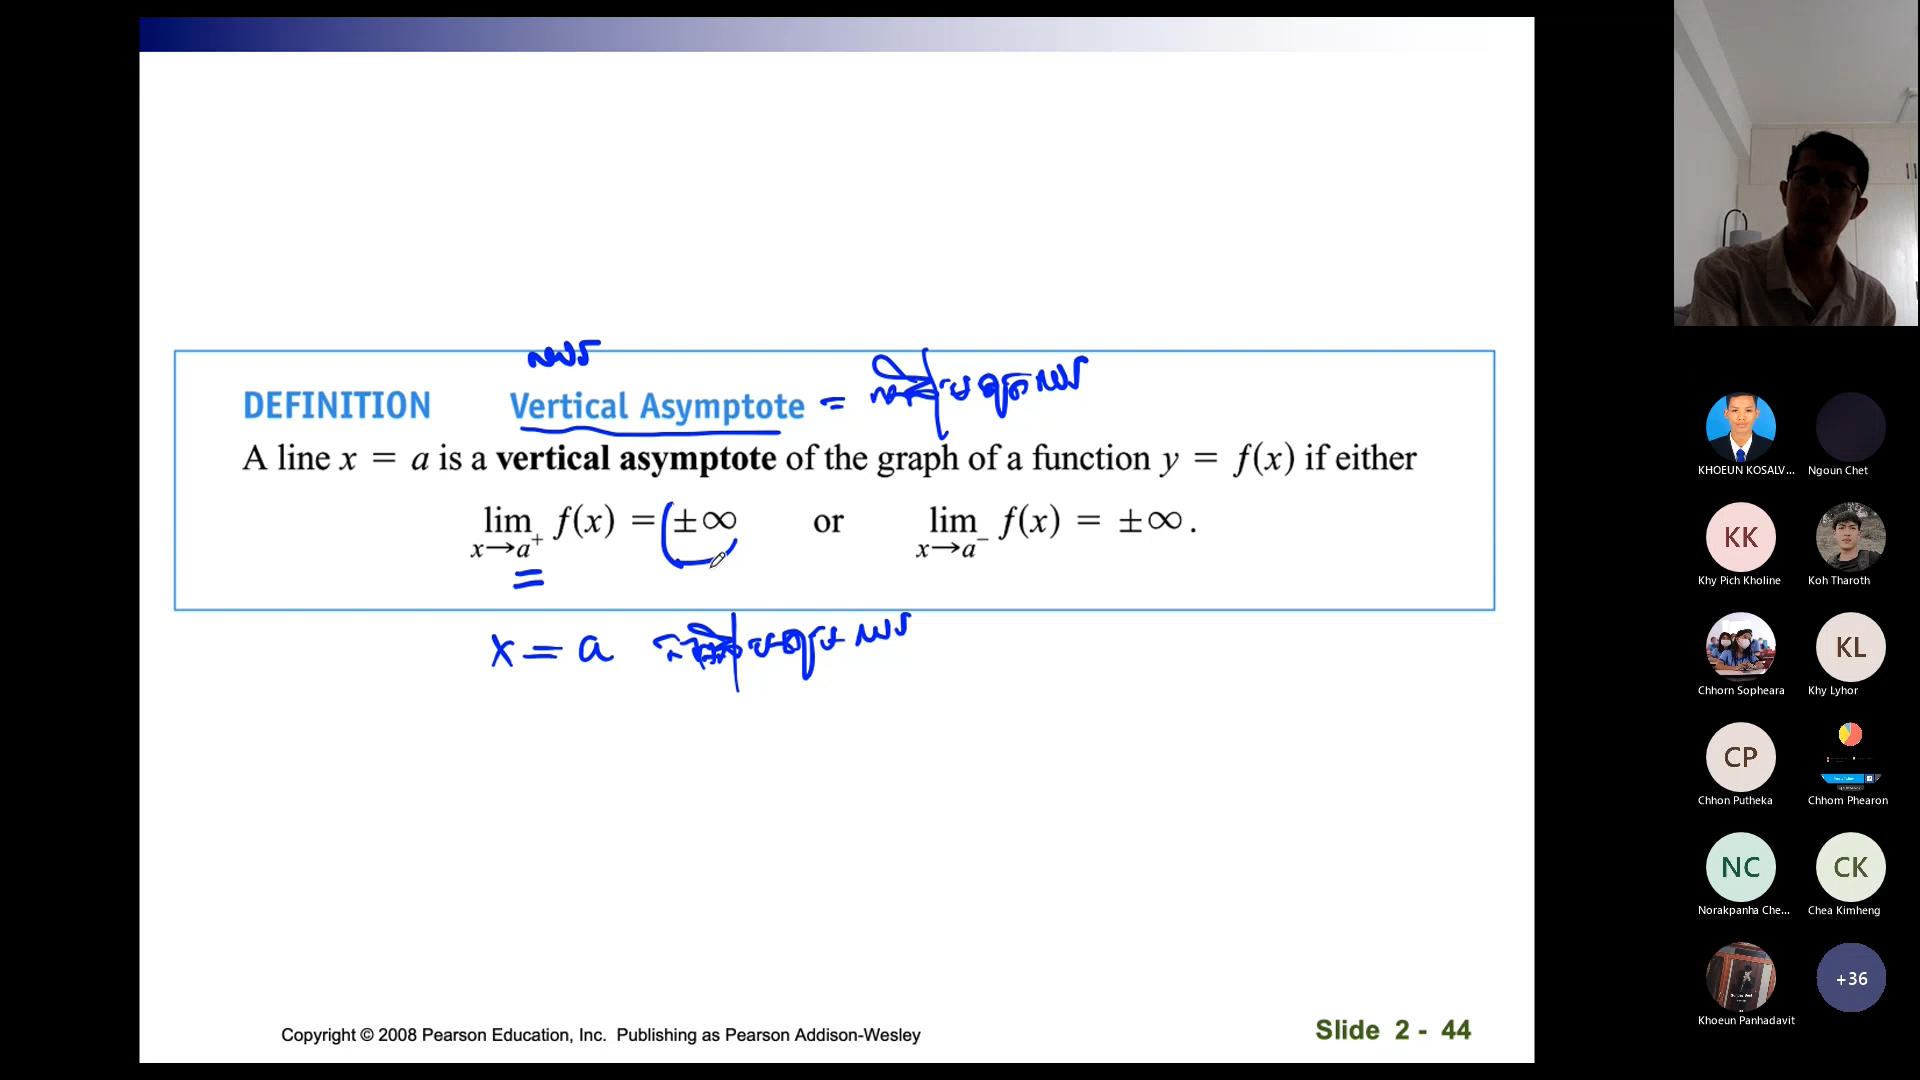 ឈរ
DEFINITION Vertical Asymptote =
A line x = a is a vertical asymptote of the graph of a function y = f(x) if either
lim x→a⁺ f(x) = ±∞ or lim x→a⁻ f(x) = ±∞.
=
x = a
Copyright © 2008 Pearson Education, Inc. Publishing as Pearson Addison-Wesley
Slide 2 - 44
KHOEUN KOSALV...
Ngoun Chet
KK
Khy Pich Kholine
Koh Tharoth
KL
Chhorn Sopheara
Khy Lyhor
CP
Chhon Putheka
Chhom Phearon
NC
CK
Norakpanha Che...
Chea Kimheng
+36
Khoeun Panhadavit